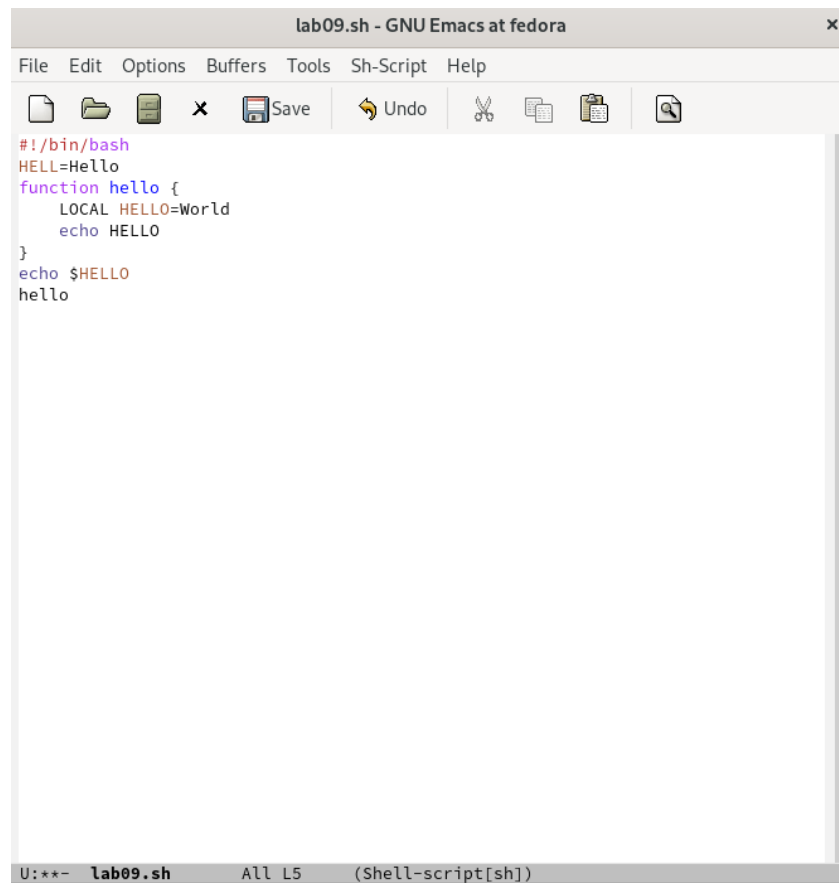 lab09.sh - GNU Emacs at fedora ×
File Edit Options Buffers Tools Sh-Script Help
Save Undo
#!/bin/bash
HELL=Hello
function hello {
    LOCAL HELLO=World
    echo HELLO
}
echo $HELLO
hello
U:**-  lab09.sh       All L5     (Shell-script[sh])